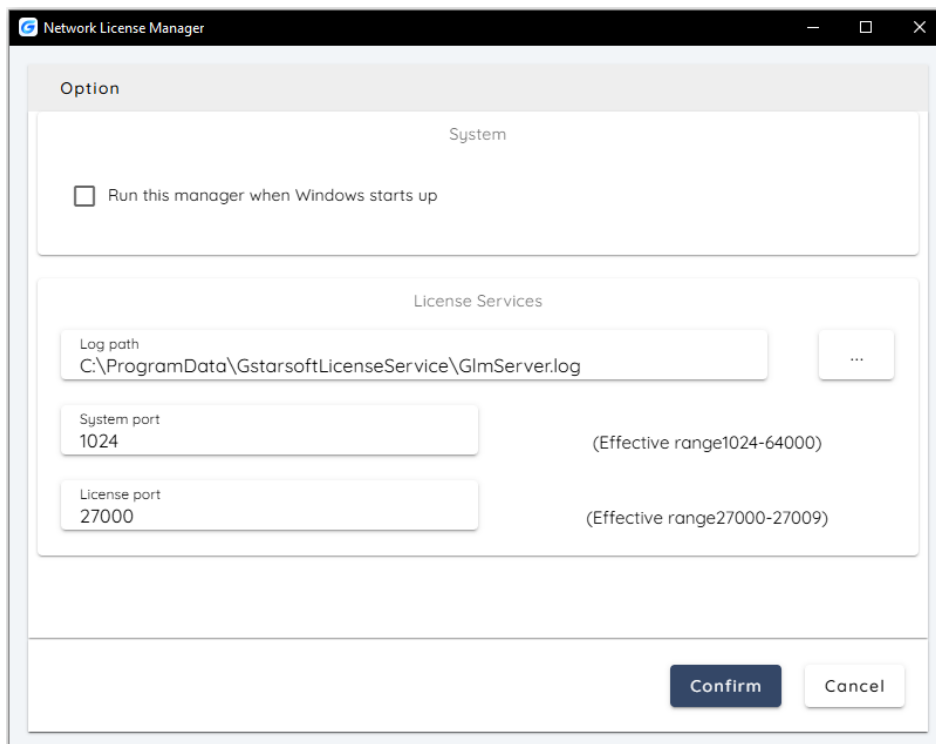 Network License Manager
Option
System
Run this manager when Windows starts up
License Services
Log path
C:\ProgramData\GstarsoftLicenseService\GlmServer.log
...
System port
1024
(Effective range1024-64000)
License port
27000
(Effective range27000-27009)
Confirm
Cancel